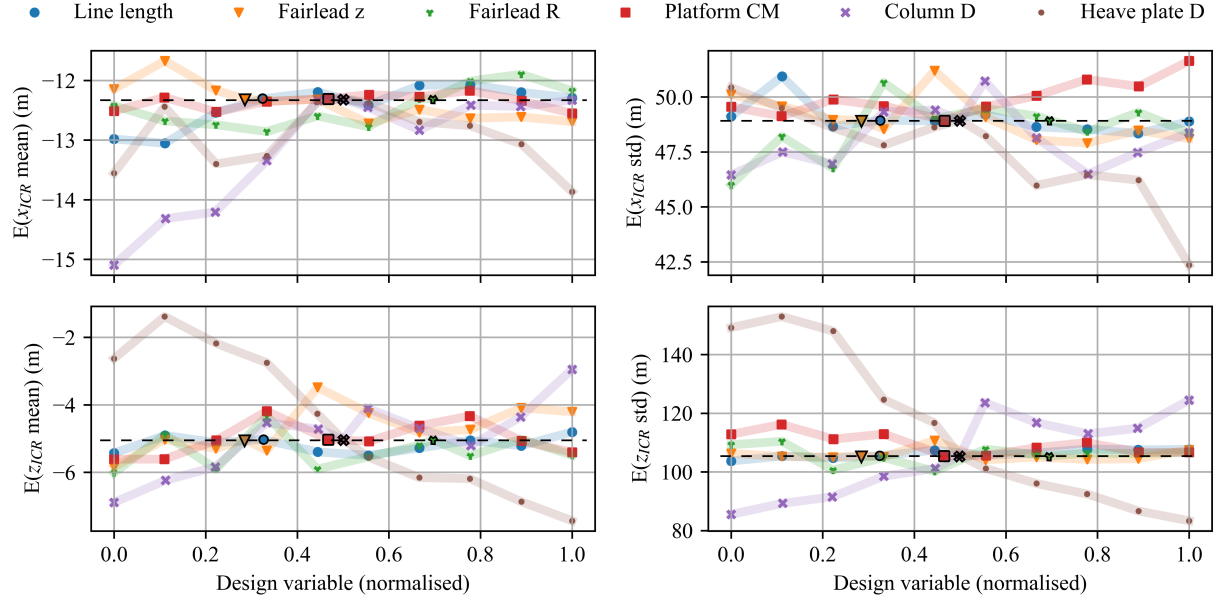 Line length Fairlead z Fairlead R Platform CM Column D Heave plate D
E(x_ICR mean) (m)
−12
−13
−14
−15
E(x_ICR std) (m)
50.0
47.5
45.0
42.5
E(z_ICR mean) (m)
−2
−4
−6
0.0 0.2 0.4 0.6 0.8 1.0
Design variable (normalised)
E(z_ICR std) (m)
140
120
100
80
0.0 0.2 0.4 0.6 0.8 1.0
Design variable (normalised)